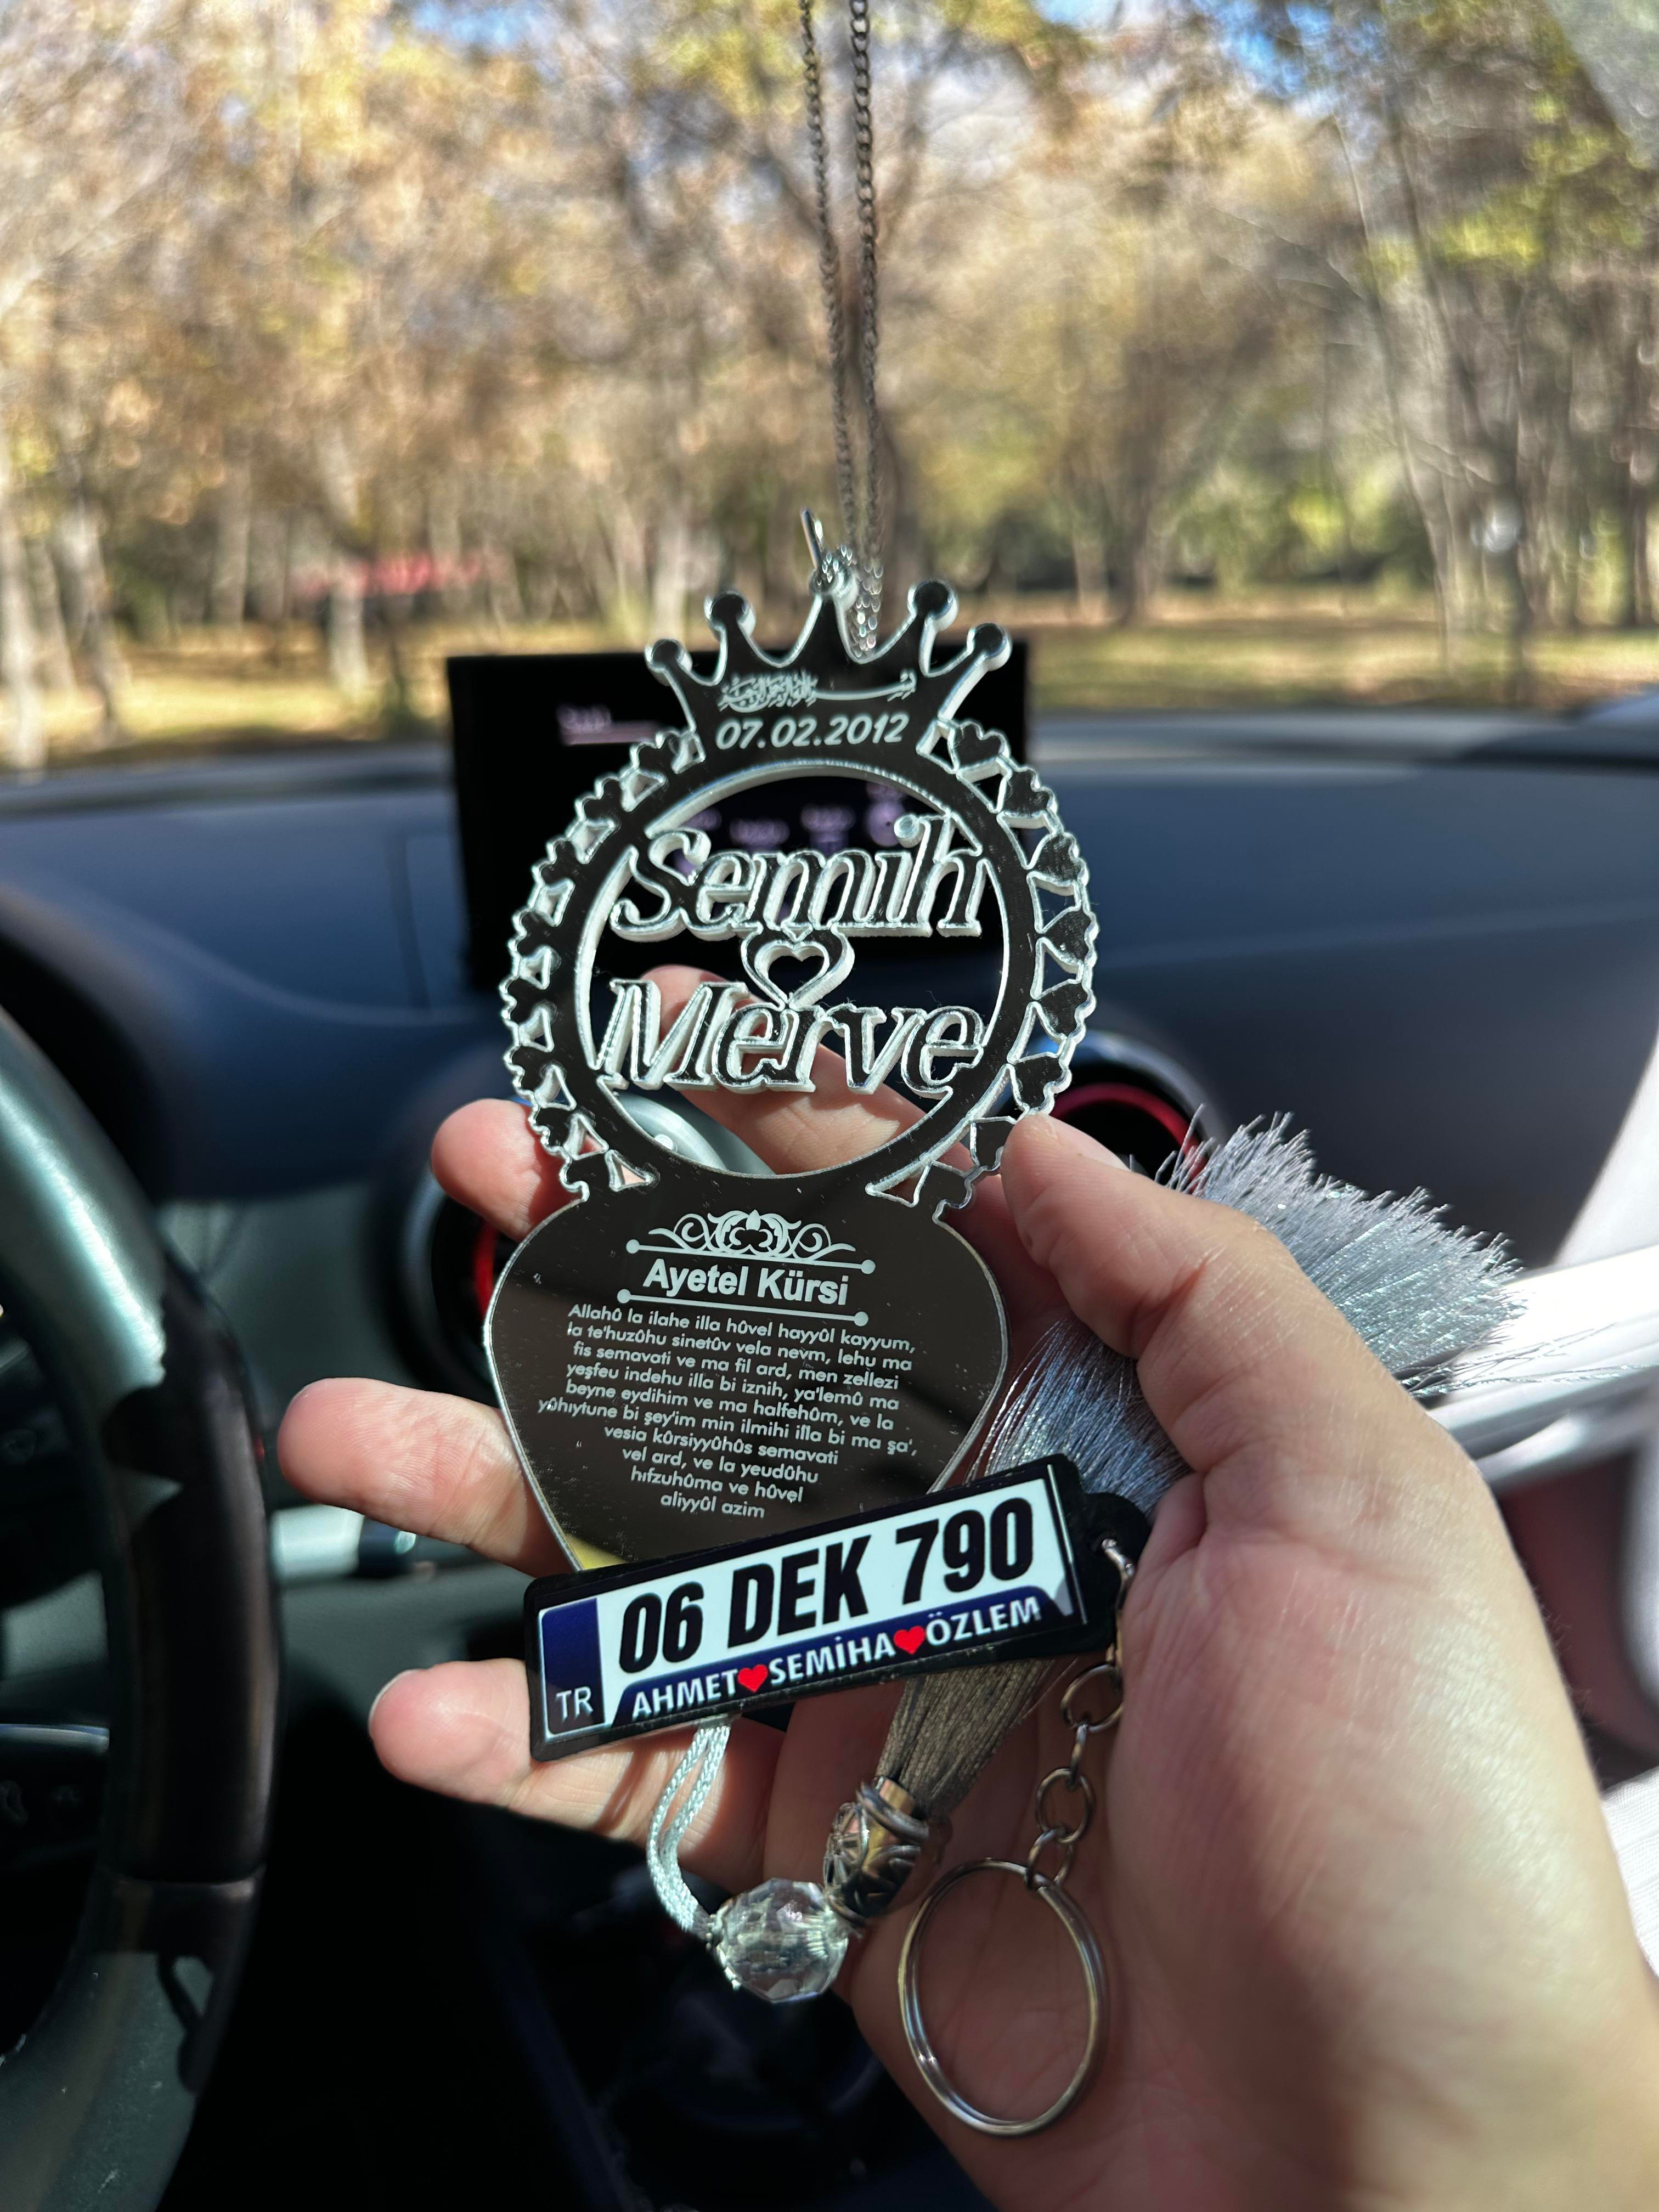 07.02.2012
Semih
Merve
Ayetel Kürsi
Allahû la ilahe illa hûvel hayyûl kayyum,
la te'huzûhu sinetûv vela nevm, lehu ma
fis semavati ve ma fil ard, men zellezi
yeşfeu indehu illa bi iznih, ya'lemû ma
beyne eydihim ve ma halfehûm, ve la
yûhıytune bi şey'im min ilmihi illa bi ma şa',
vesia kûrsiyyûhûs semavati
vel ard, ve la yeudûhu
hıfzuhûma ve hûvel
aliyyûl azim
06 DEK 790
TR AHMET❤SEMİHA❤ÖZLEM